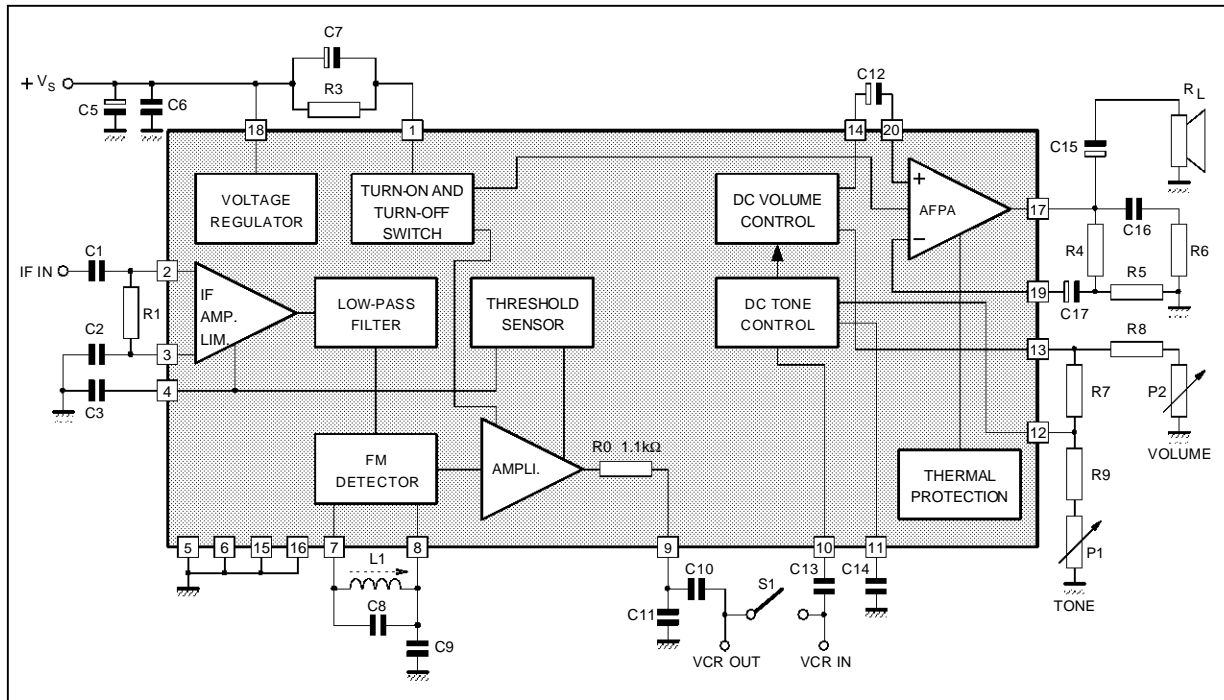 C7
C12
+ VS
R3
RL
C5
C6
C15
18
1
14
20
VOLTAGE
REGULATOR
TURN-ON AND
TURN-OFF
SWITCH
DC VOLUME
CONTROL
+
AFPA
−
17
C16
R4
R6
IF IN
C1
2
IF
AMP.
LIM.
LOW-PASS
FILTER
THRESHOLD
SENSOR
DC TONE
CONTROL
19
C17
R5
R1
C2
3
13
R8
C3
4
R7
P2
FM
DETECTOR
AMPLI.
R0 1.1kΩ
12
VOLUME
THERMAL
PROTECTION
R9
P1
5
6
15
16
7
8
9
10
11
L1
C13
C14
TONE
C8
C10
S1
C11
C9
VCR OUT
VCR IN